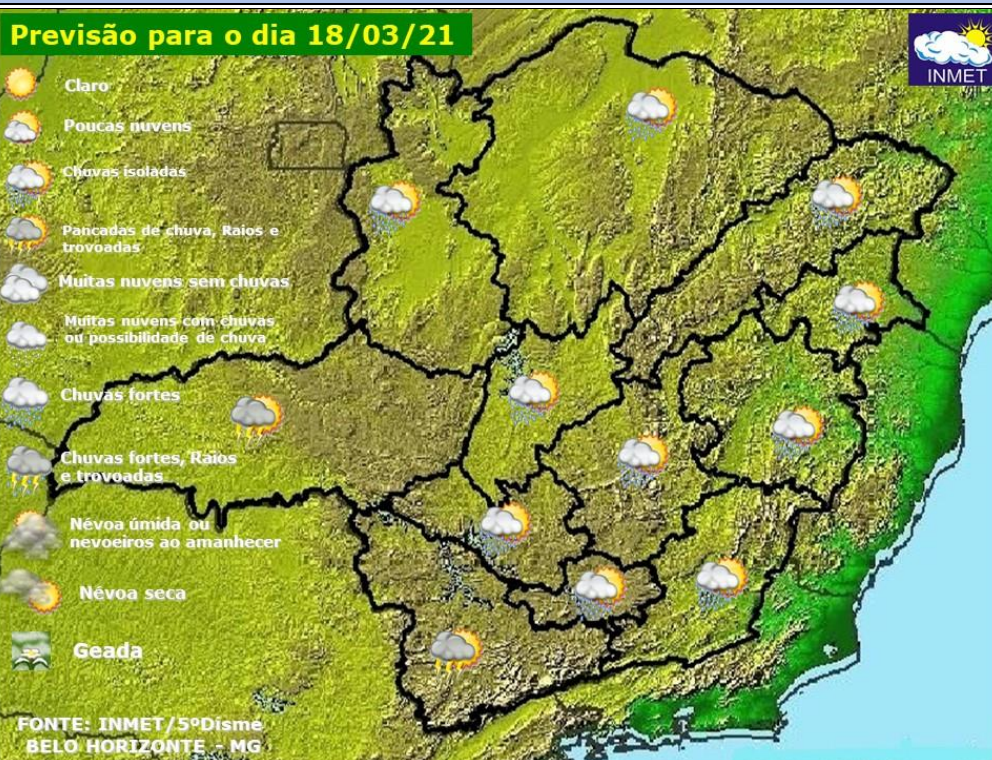 Previsão para o dia 18/03/21
INMET
Claro
Poucas nuvens
Chuvas isoladas
Pancadas de chuva, Raios e
trovoadas
Muitas nuvens sem chuvas
Muitas nuvens com chuvas
ou possibilidade de chuva
Chuvas fortes
Chuvas fortes, Raios
e trovoadas
Névoa úmida ou
nevoeiros ao amanhecer
Névoa seca
Geada
FONTE: INMET/5ºDisme
BELO HORIZONTE - MG